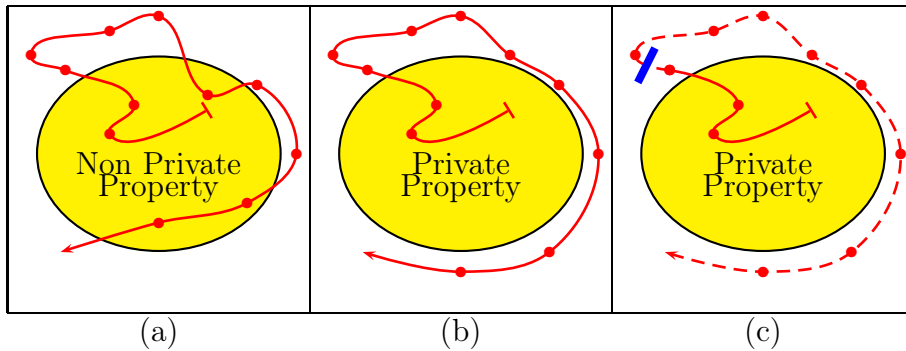 Non Private
Property
Private
Property
Private
Property
(a)
(b)
(c)